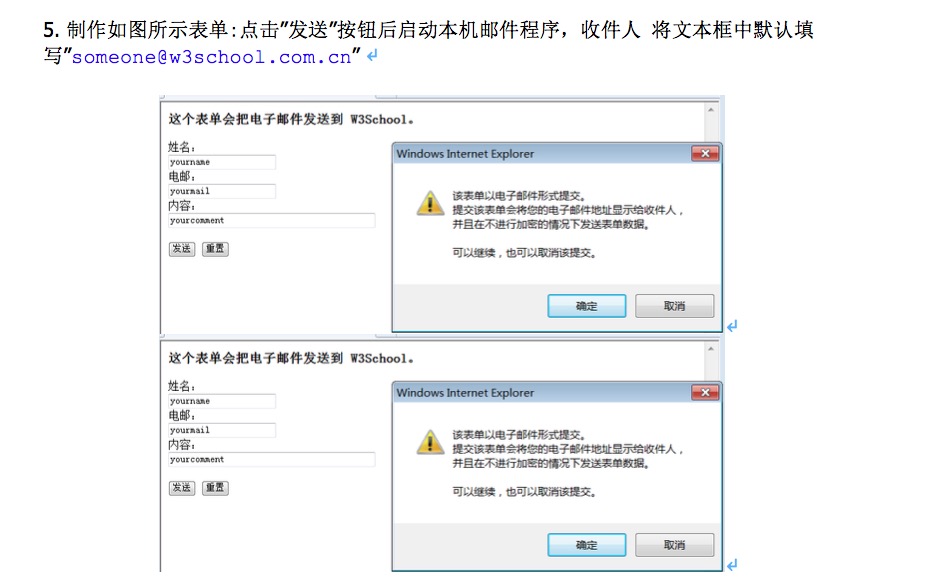 5. 制作如图所示表单:点击”发送”按钮后启动本机邮件程序，收件人 将文本框中默认填
写”someone@w3school.com.cn”
这个表单会把电子邮件发送到 W3School。
姓名：
yourname
电邮：
yourmail
内容：
yourcomment
发送 重置
Windows Internet Explorer
该表单以电子邮件形式提交。
提交该表单会将您的电子邮件地址显示给收件人，
并且在不进行加密的情况下发送表单数据。
可以继续，也可以取消该提交。
确定 取消
这个表单会把电子邮件发送到 W3School。
姓名：
yourname
电邮：
yourmail
内容：
yourcomment
发送 重置
Windows Internet Explorer
该表单以电子邮件形式提交。
提交该表单会将您的电子邮件地址显示给收件人，
并且在不进行加密的情况下发送表单数据。
可以继续，也可以取消该提交。
确定 取消